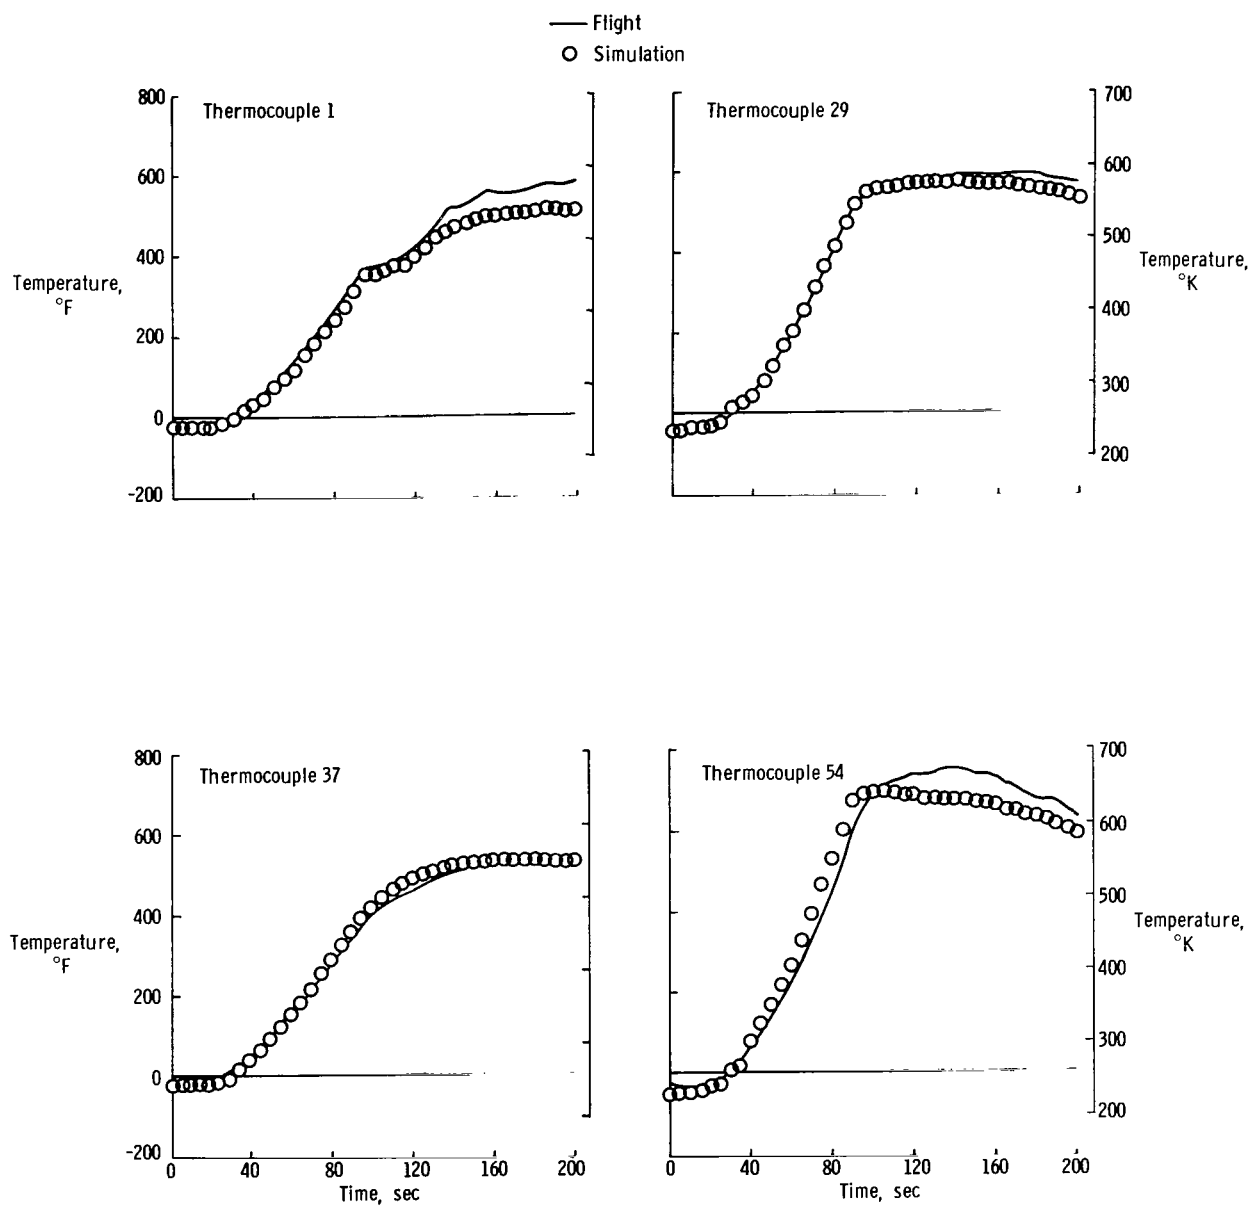 Flight
Simulation
Thermocouple 1
800
600
400
200
0
-200
Temperature,
°F
Thermocouple 29
700
600
500
400
300
200
Temperature,
°K
Thermocouple 37
800
600
400
200
0
-200
Temperature,
°F
0 40 80 120 160 200
Time, sec
Thermocouple 54
700
600
500
400
300
200
Temperature,
°K
0 40 80 120 160 200
Time, sec